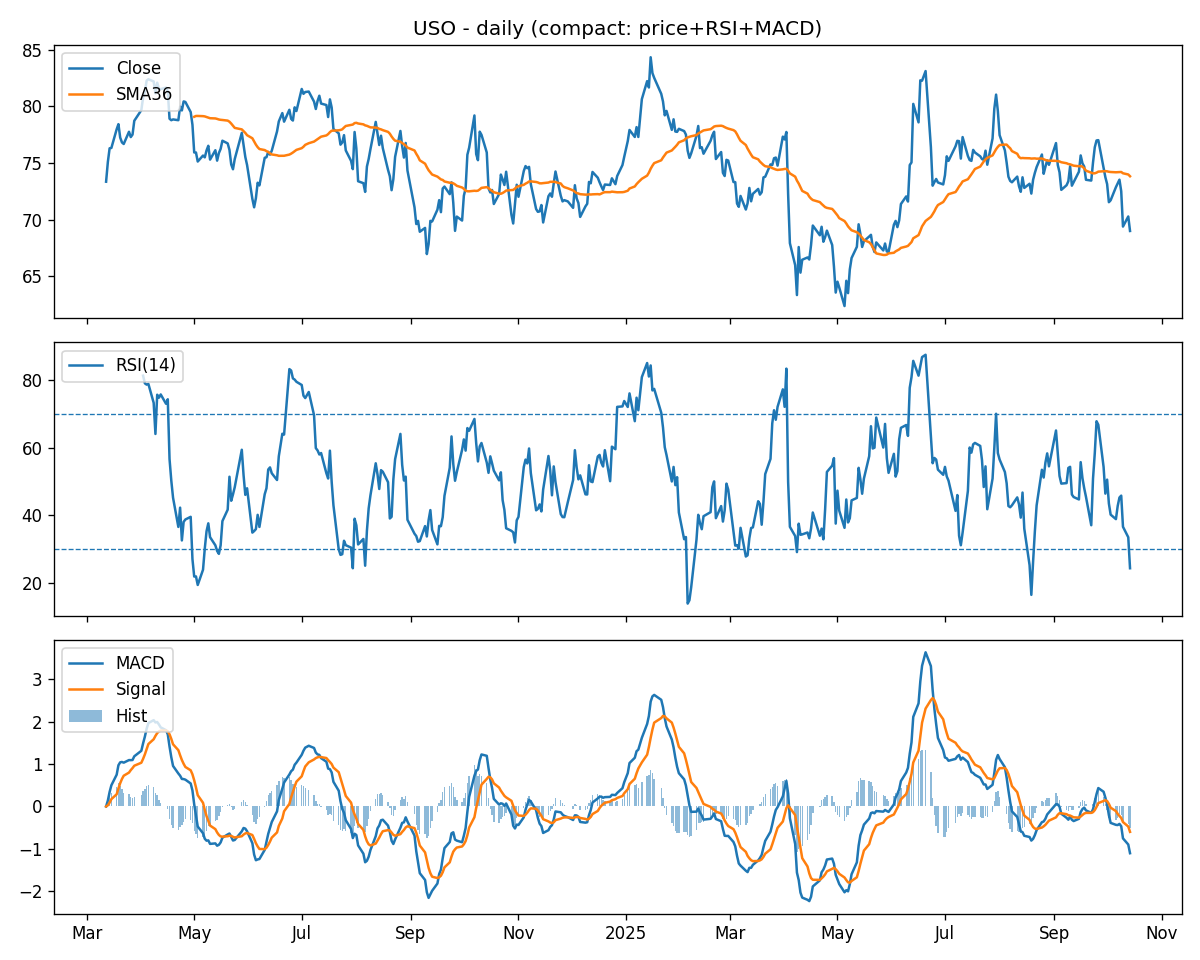 USO - daily (compact: price+RSI+MACD)
85
80
75
70
65
Close
SMA36
80
60
40
20
RSI(14)
3
2
1
0
−1
−2
MACD
Signal
Hist
Mar May Jul Sep Nov 2025 Mar May Jul Sep Nov